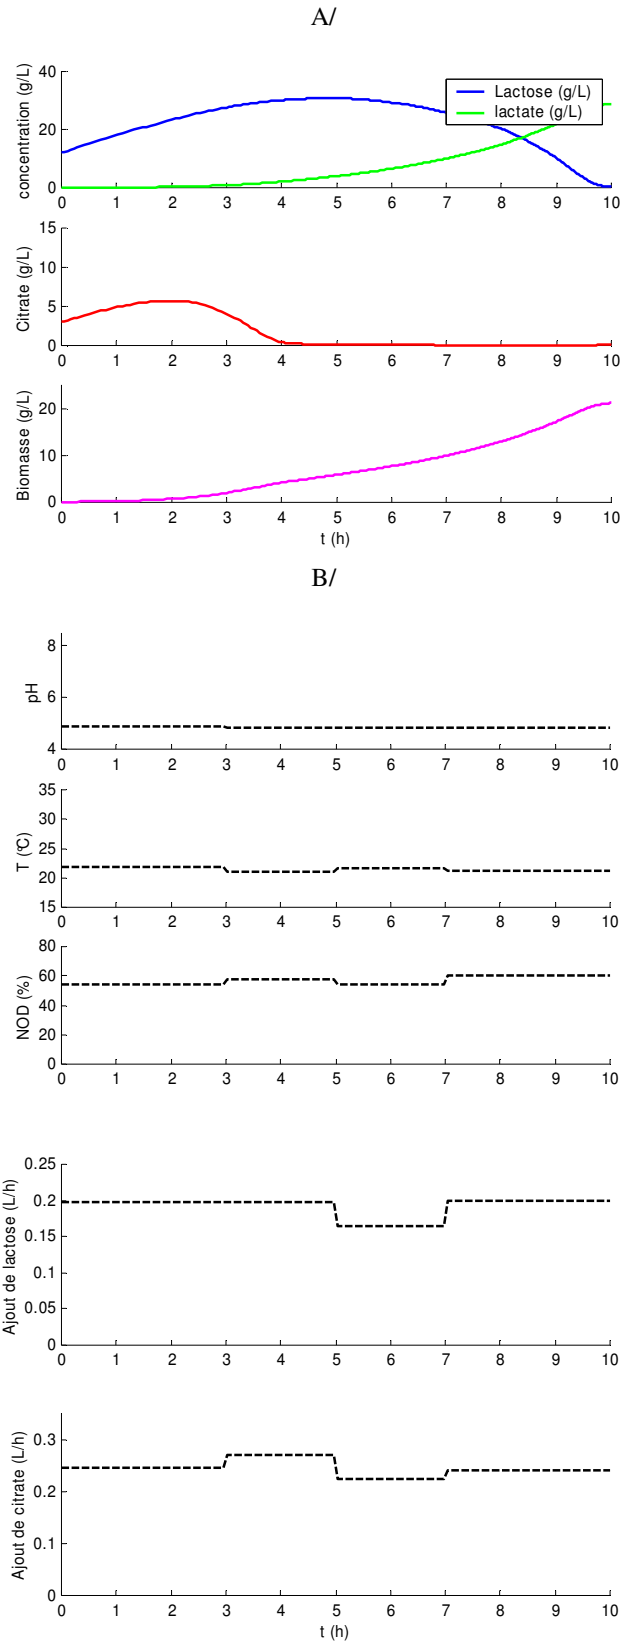 A/
concentration (g/L)
40
20
0
Lactose (g/L)
lactate (g/L)
0 1 2 3 4 5 6 7 8 9 10
Citrate (g/L)
15
10
5
0
0 1 2 3 4 5 6 7 8 9 10
Biomasse (g/L)
20
10
0
0 1 2 3 4 5 6 7 8 9 10
t (h)
B/
pH
8
6
4
0 1 2 3 4 5 6 7 8 9 10
T (°C)
35
30
25
20
15
0 1 2 3 4 5 6 7 8 9 10
NOD (%)
80
60
40
20
0
0 1 2 3 4 5 6 7 8 9 10
Ajout de lactose (L/h)
0.25
0.2
0.15
0.1
0.05
0
0 1 2 3 4 5 6 7 8 9 10
Ajout de citrate (L/h)
0.3
0.2
0.1
0
0 1 2 3 4 5 6 7 8 9 10
t (h)